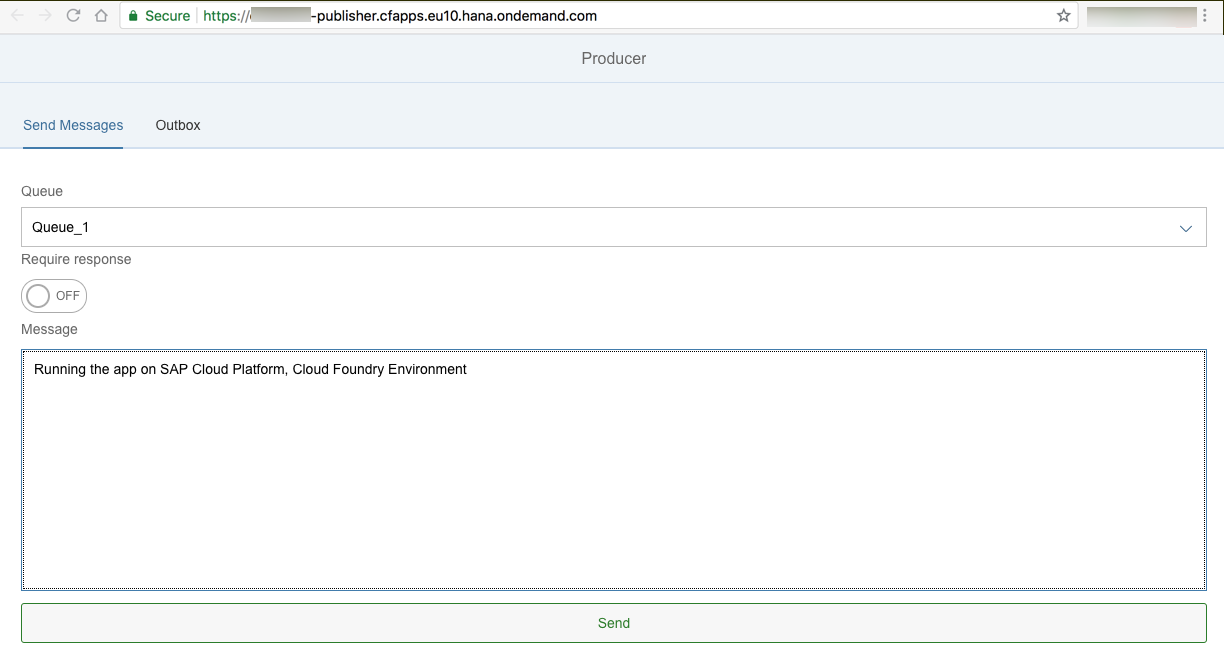 Secure https:// -publisher.cfapps.eu10.hana.ondemand.com
Producer
Send Messages Outbox
Queue
Queue_1
Require response
OFF
Message
Running the app on SAP Cloud Platform, Cloud Foundry Environment
Send